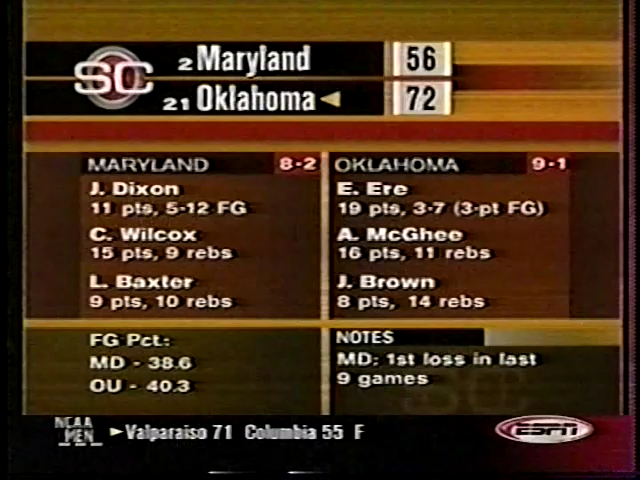 SC
2 Maryland 56
21 Oklahoma ◄ 72
MARYLAND 8-2
J. Dixon
11 pts, 5-12 FG
C. Wilcox
15 pts, 9 rebs
L. Baxter
9 pts, 10 rebs
OKLAHOMA 9-1
E. Ere
19 pts, 3-7 (3-pt FG)
A. McGhee
16 pts, 11 rebs
J. Brown
8 pts, 14 rebs
FG Pct.:
MD - 38.6
OU - 40.3
NOTES
MD: 1st loss in last
9 games
SC
NCAA
MEN
►Valparaiso 71 Columbia 55 F
ESPN